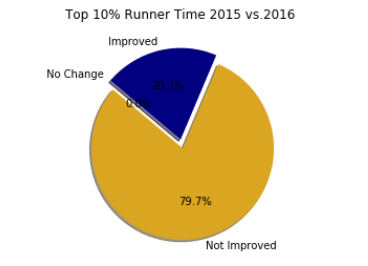 Top 10% Runner Time 2015 vs.2016
Improved
No Change
20.3%
0.0%
79.7%
Not Improved